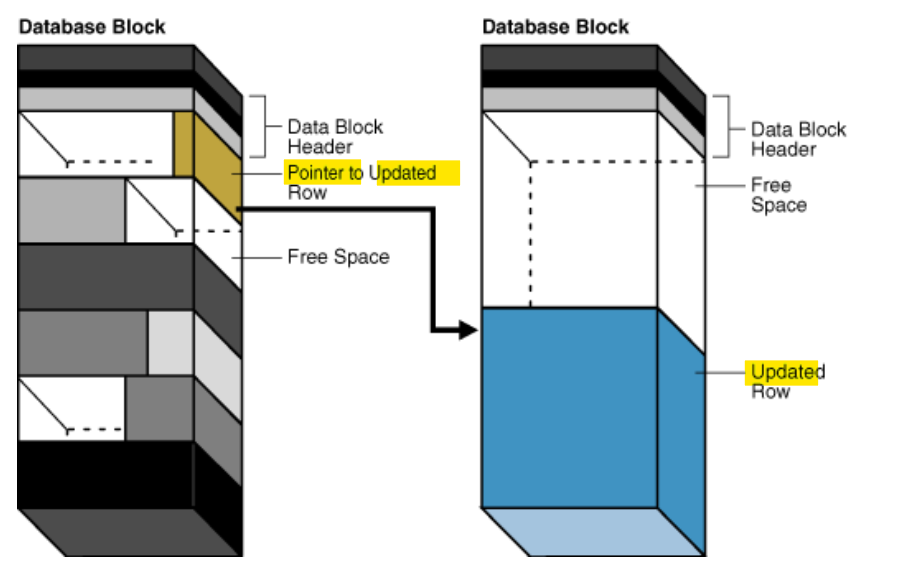 Database Block
Data Block
Header
Pointer to Updated
Row
Free Space
Database Block
Data Block
Header
Free
Space
Updated
Row